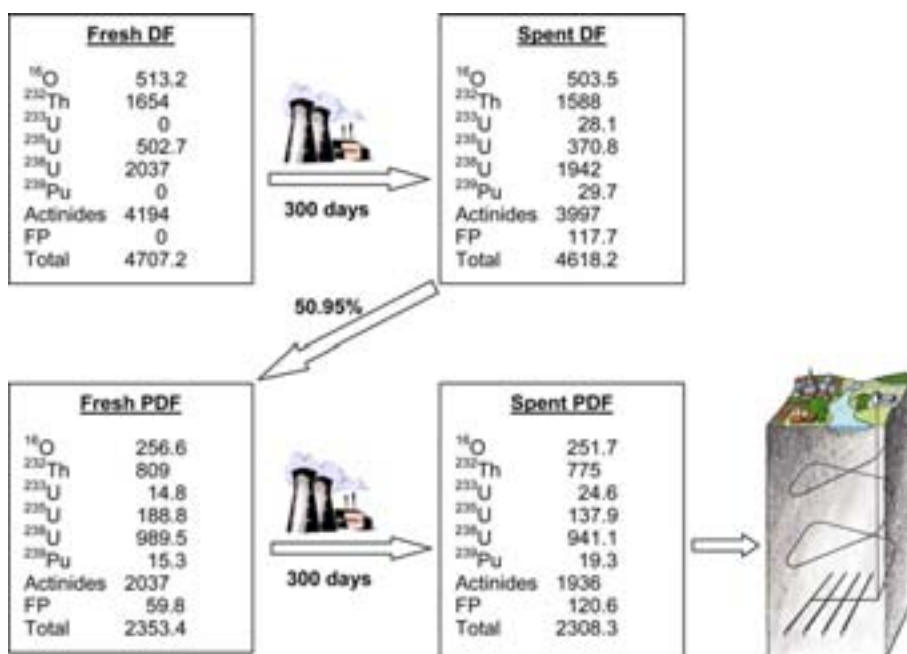 Fresh DF
¹⁶O 513.2
²³²Th 1654
²³³U 0
²³⁵U 502.7
²³⁸U 2037
²³⁹Pu 0
Actinides 4194
FP 0
Total 4707.2
300 days
Spent DF
¹⁶O 503.5
²³²Th 1588
²³³U 28.1
²³⁵U 370.8
²³⁸U 1942
²³⁹Pu 29.7
Actinides 3997
FP 117.7
Total 4618.2
50.95%
Fresh PDF
¹⁶O 256.6
²³²Th 809
²³³U 14.8
²³⁵U 188.8
²³⁸U 989.5
²³⁹Pu 15.3
Actinides 2037
FP 59.8
Total 2353.4
300 days
Spent PDF
¹⁶O 251.7
²³²Th 775
²³³U 24.6
²³⁵U 137.9
²³⁸U 941.1
²³⁹Pu 19.3
Actinides 1936
FP 120.6
Total 2308.3